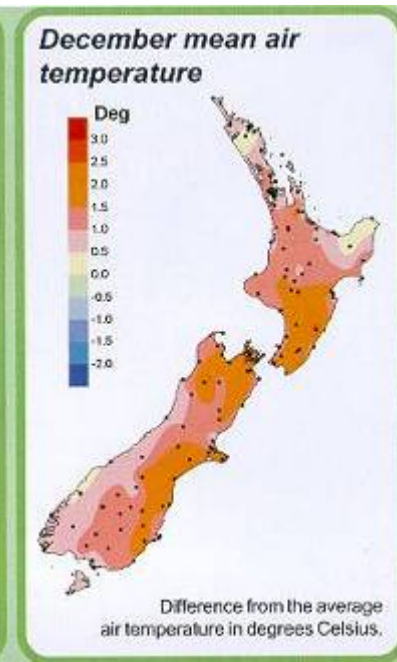 December mean air
temperature
Deg
3.0
2.5
2.0
1.5
1.0
0.5
0.0
-0.5
-1.0
-1.5
-2.0
Difference from the average
air temperature in degrees Celsius.